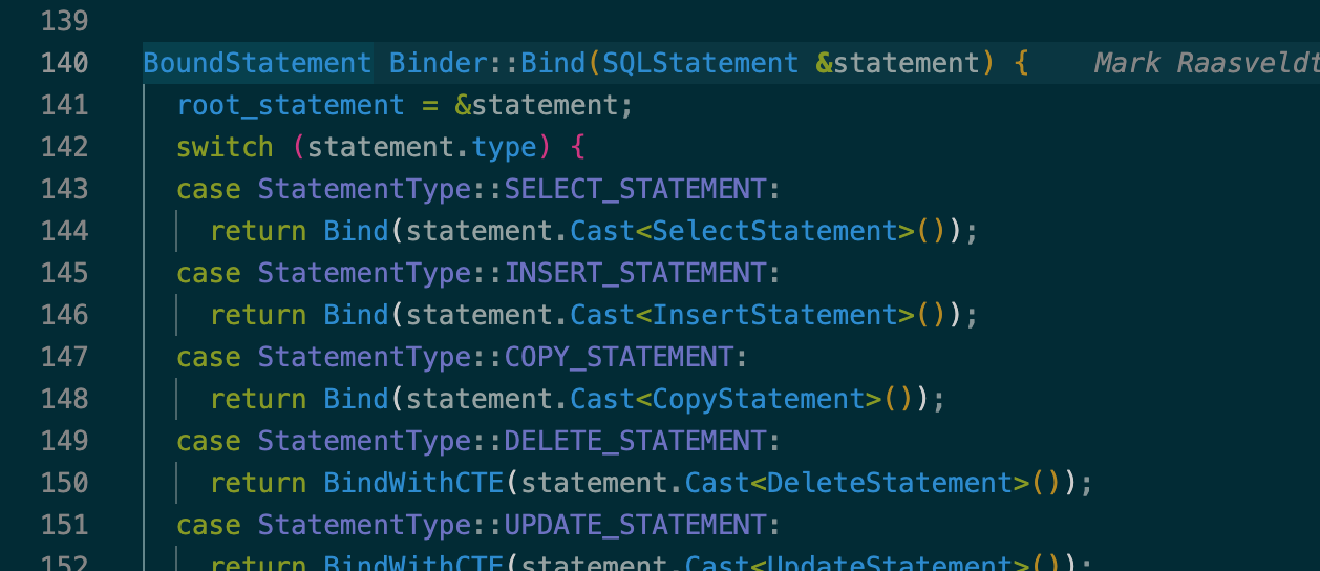 139
140 BoundStatement Binder::Bind(SQLStatement &statement) { Mark Raasveldt
141 root_statement = &statement;
142 switch (statement.type) {
143 case StatementType::SELECT_STATEMENT:
144 return Bind(statement.Cast<SelectStatement>());
145 case StatementType::INSERT_STATEMENT:
146 return Bind(statement.Cast<InsertStatement>());
147 case StatementType::COPY_STATEMENT:
148 return Bind(statement.Cast<CopyStatement>());
149 case StatementType::DELETE_STATEMENT:
150 return BindWithCTE(statement.Cast<DeleteStatement>());
151 case StatementType::UPDATE_STATEMENT:
152 return BindWithCTE(statement.Cast<UpdateStatement>());